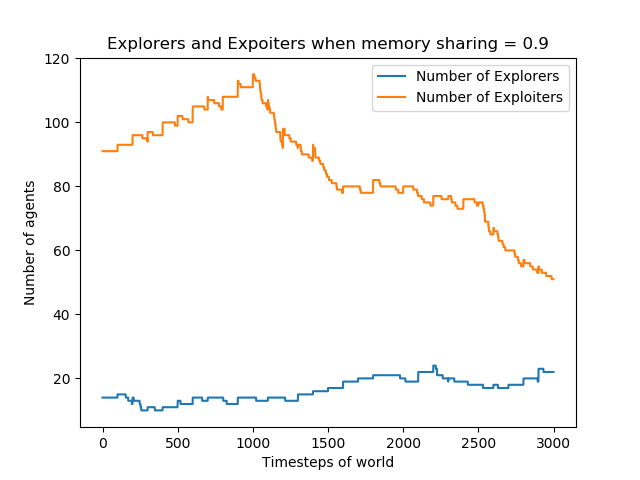 Explorers and Expoiters when memory sharing = 0.9
Number of Explorers
Number of Exploiters
120
100
80
60
40
20
Number of agents
0 500 1000 1500 2000 2500 3000
Timesteps of world